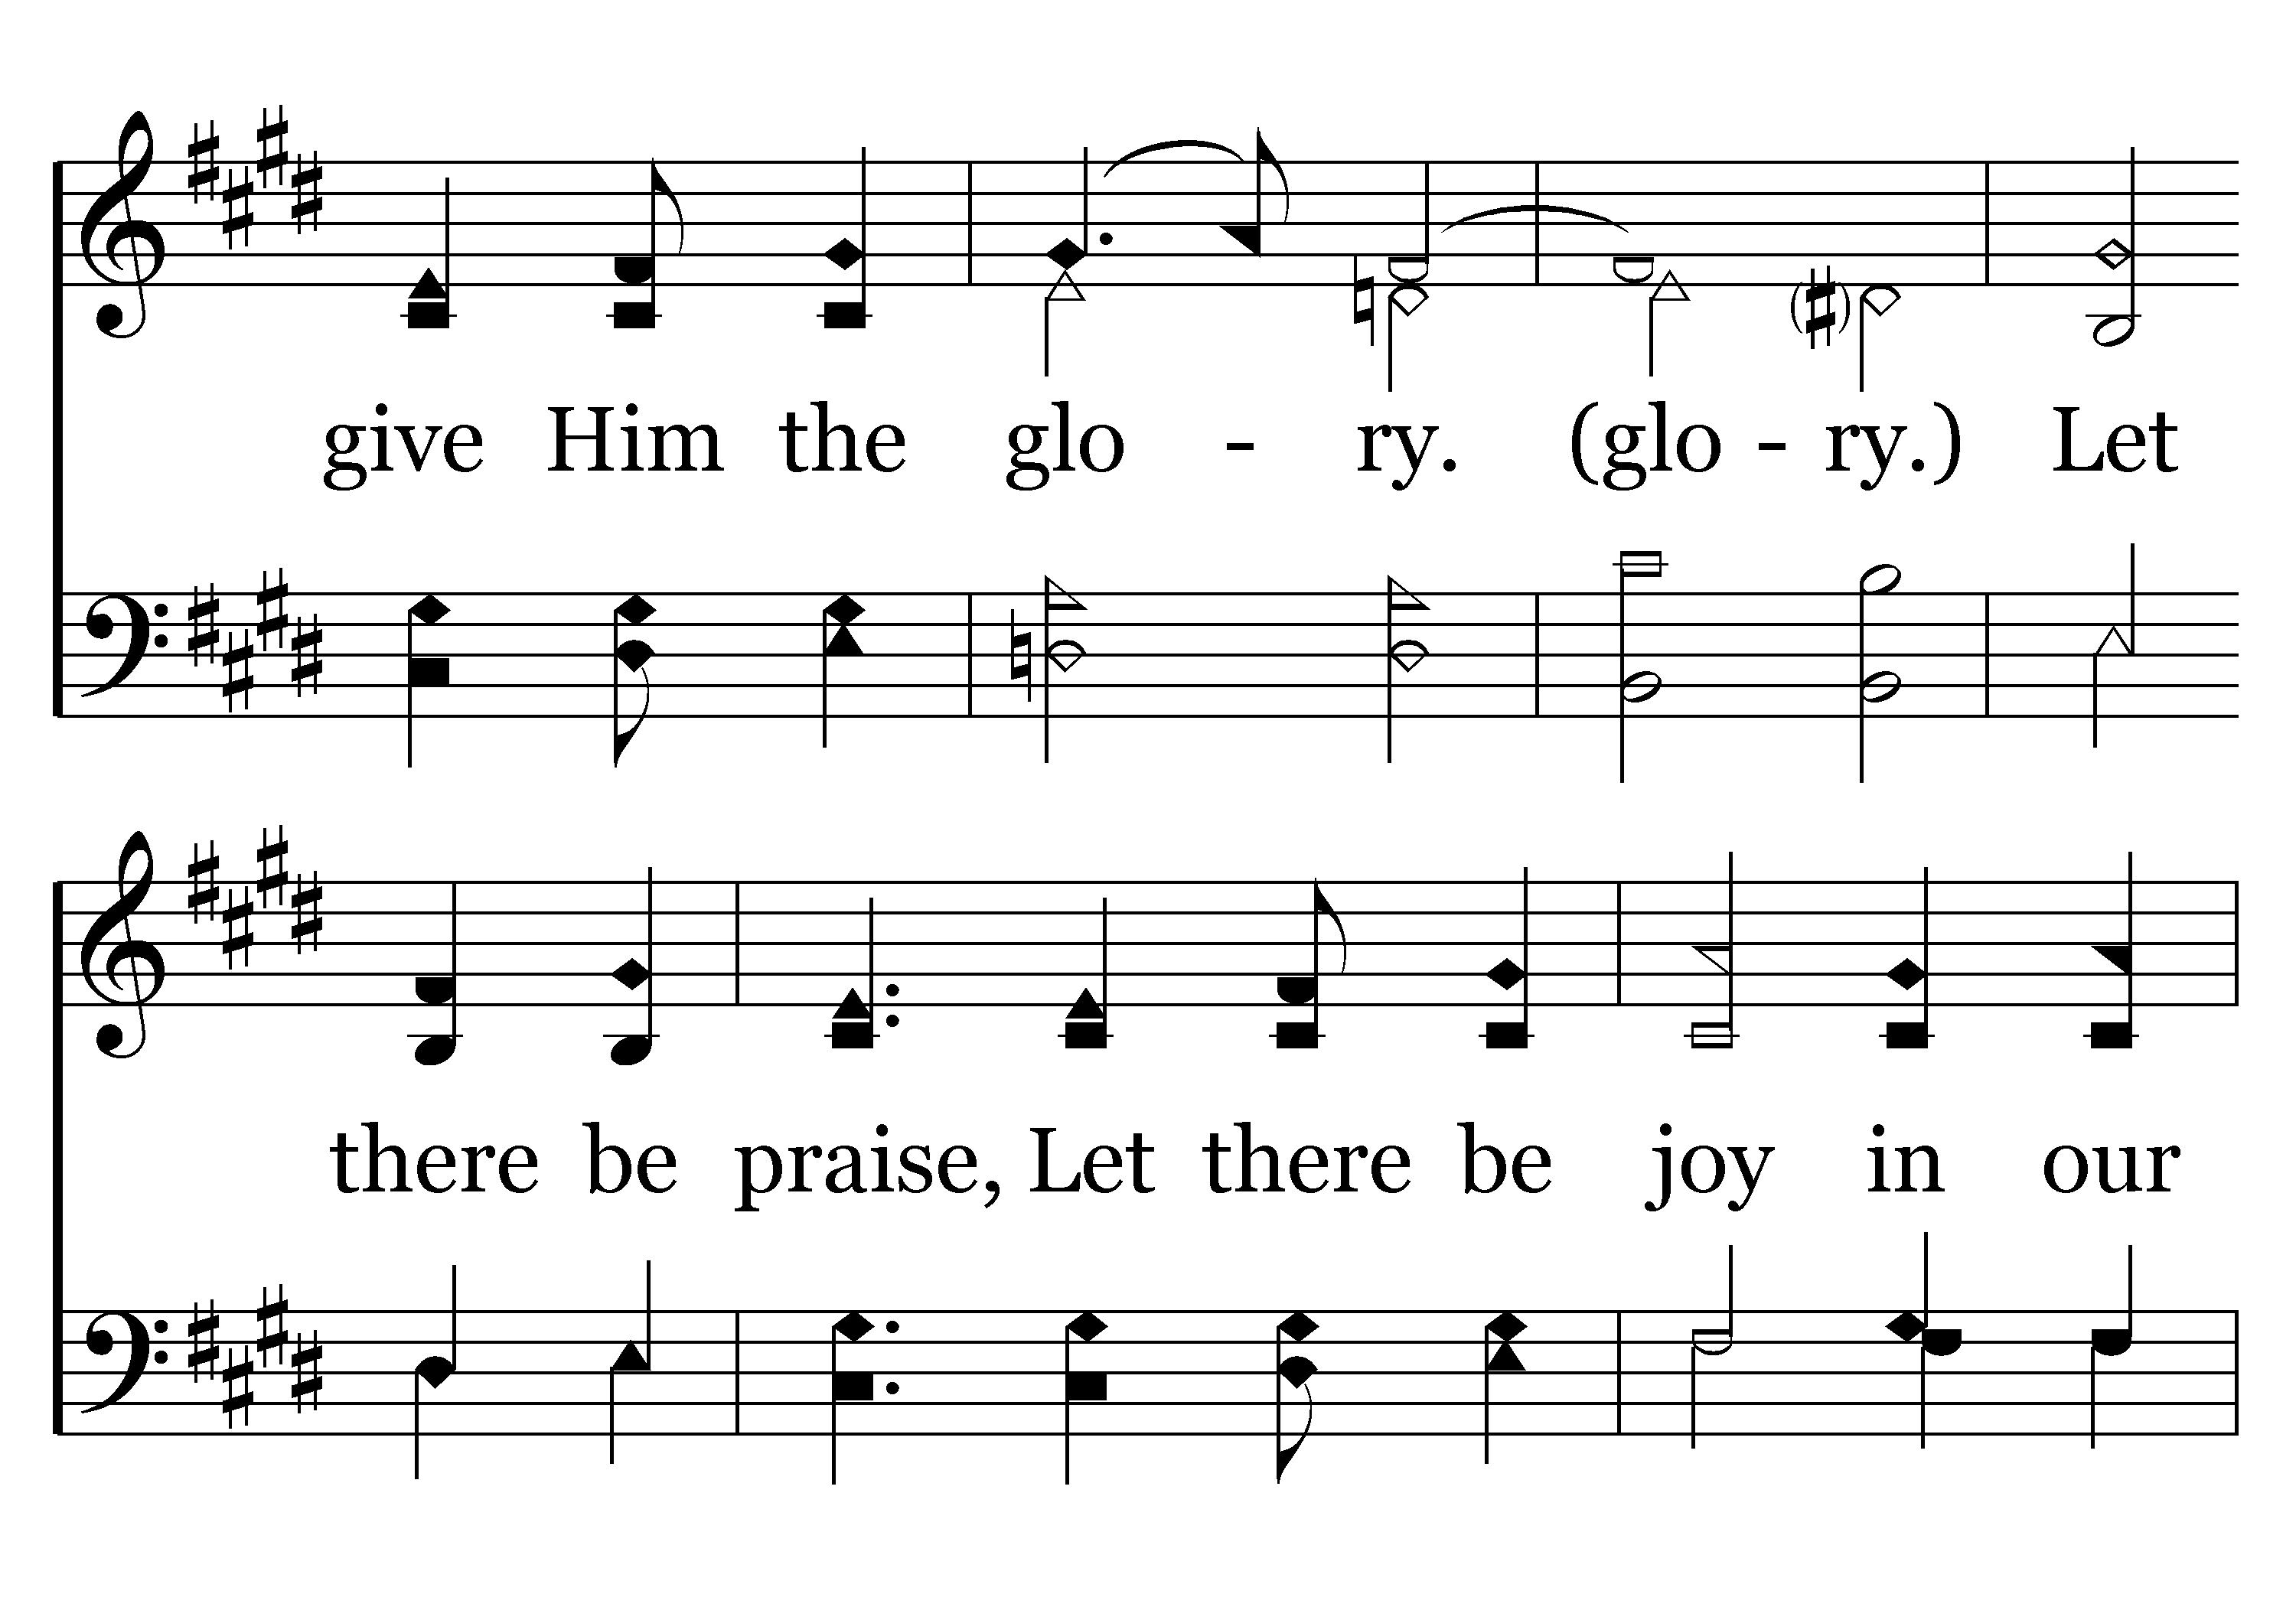 give Him the glo - ry. (glo - ry.) Let
there be praise, Let there be joy in our